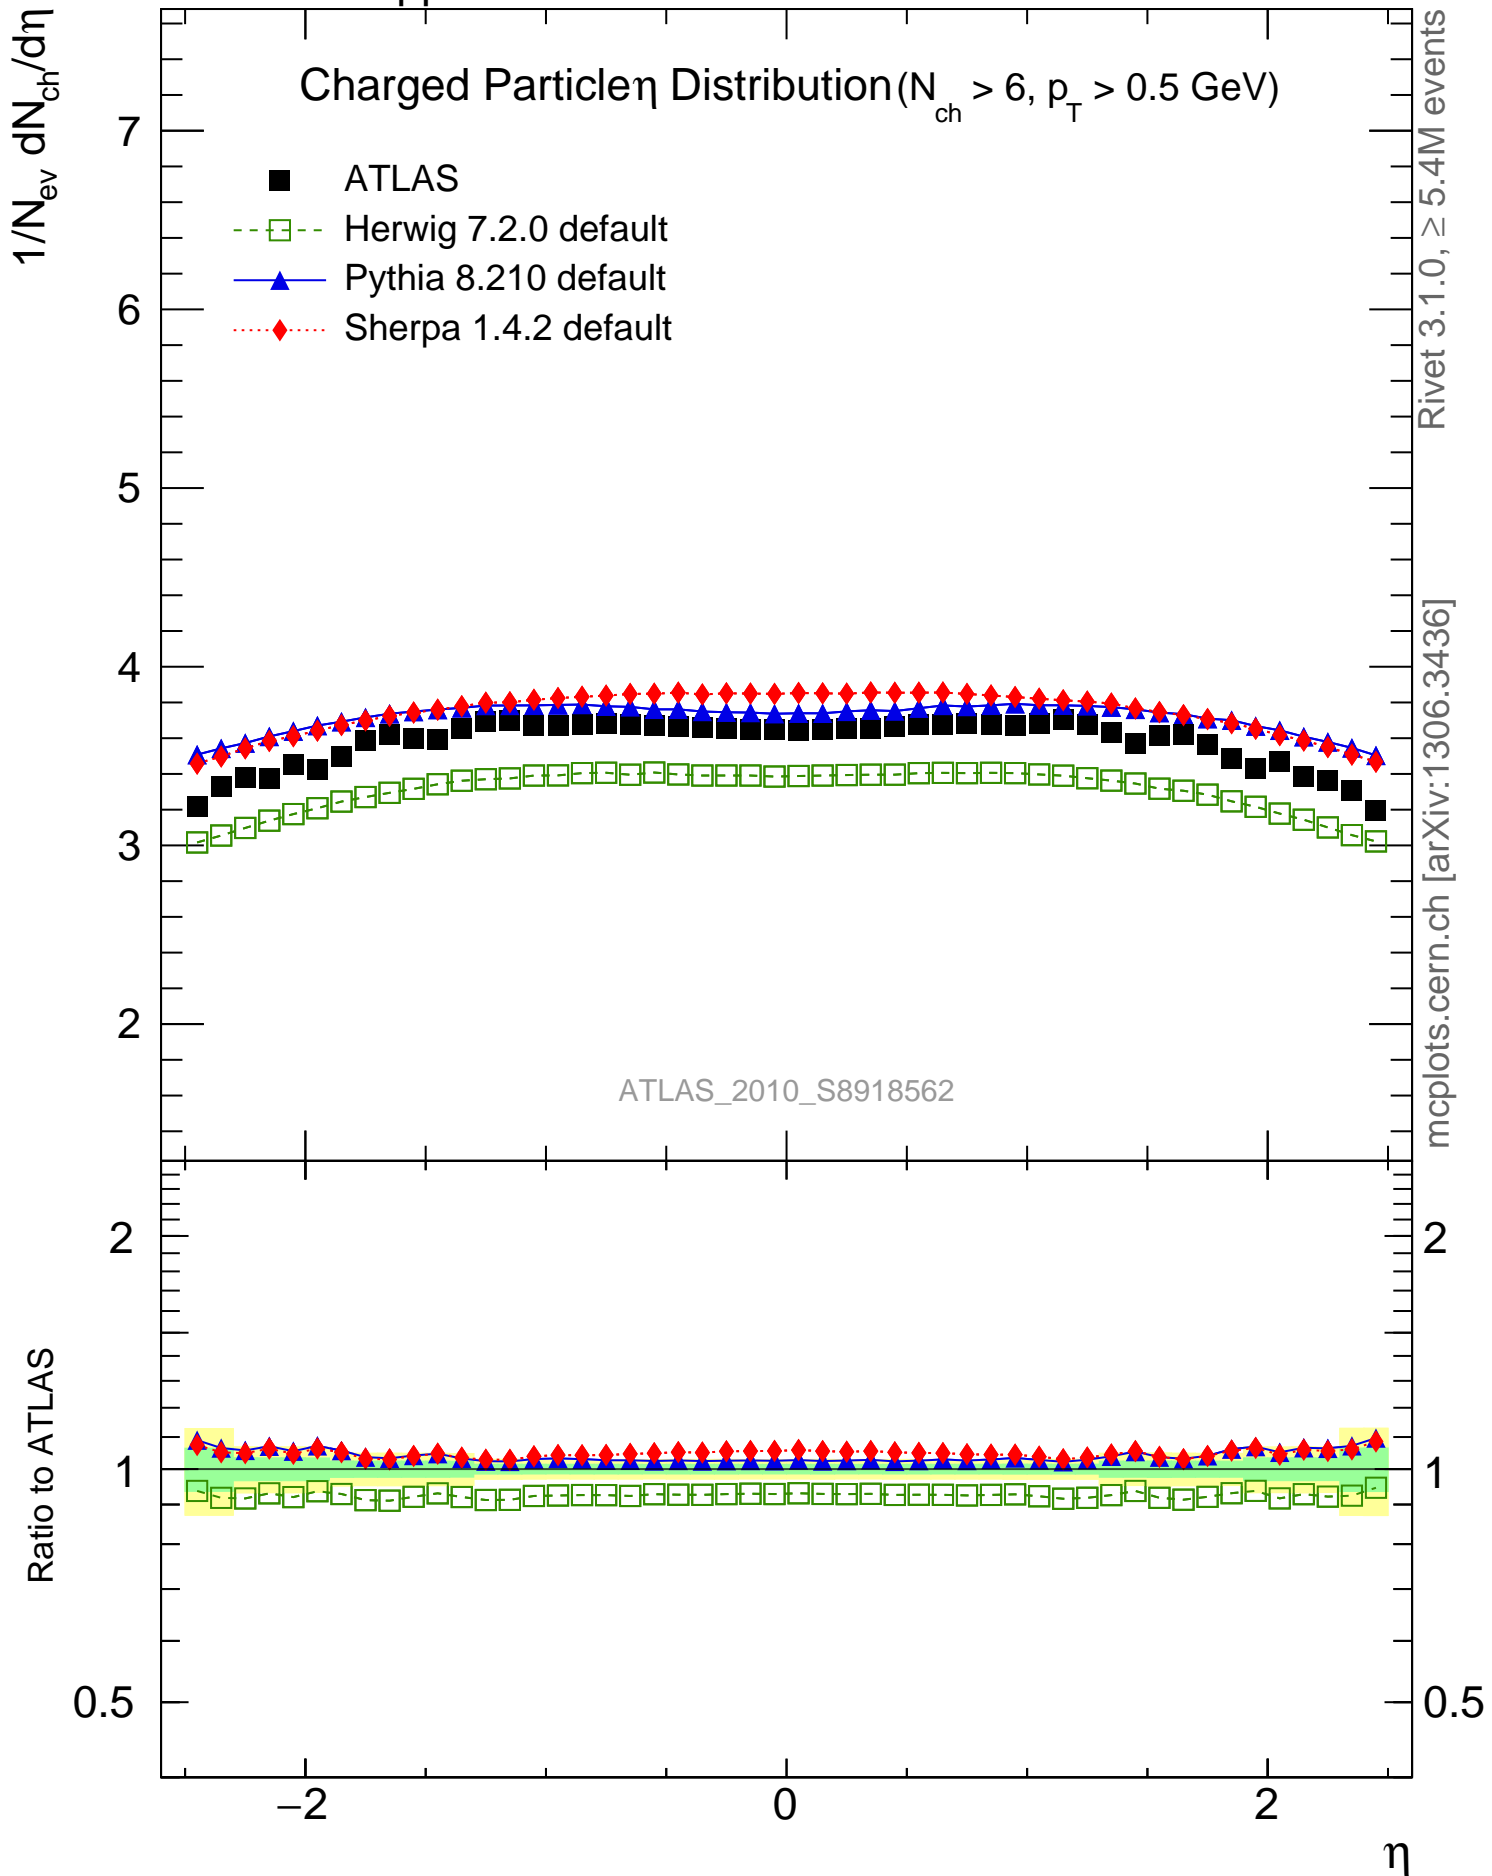 1/N_ev dN_ch/dη
Charged Particleη Distribution(N_ch > 6, p_T > 0.5 GeV)
ATLAS
Herwig 7.2.0 default
Pythia 8.210 default
Sherpa 1.4.2 default
7
6
5
4
3
2
ATLAS_2010_S8918562
Rivet 3.1.0, ≥ 5.4M events
mcplots.cern.ch [arXiv:1306.3436]
Ratio to ATLAS
2
1
0.5
2
1
0.5
−2
0
2
η